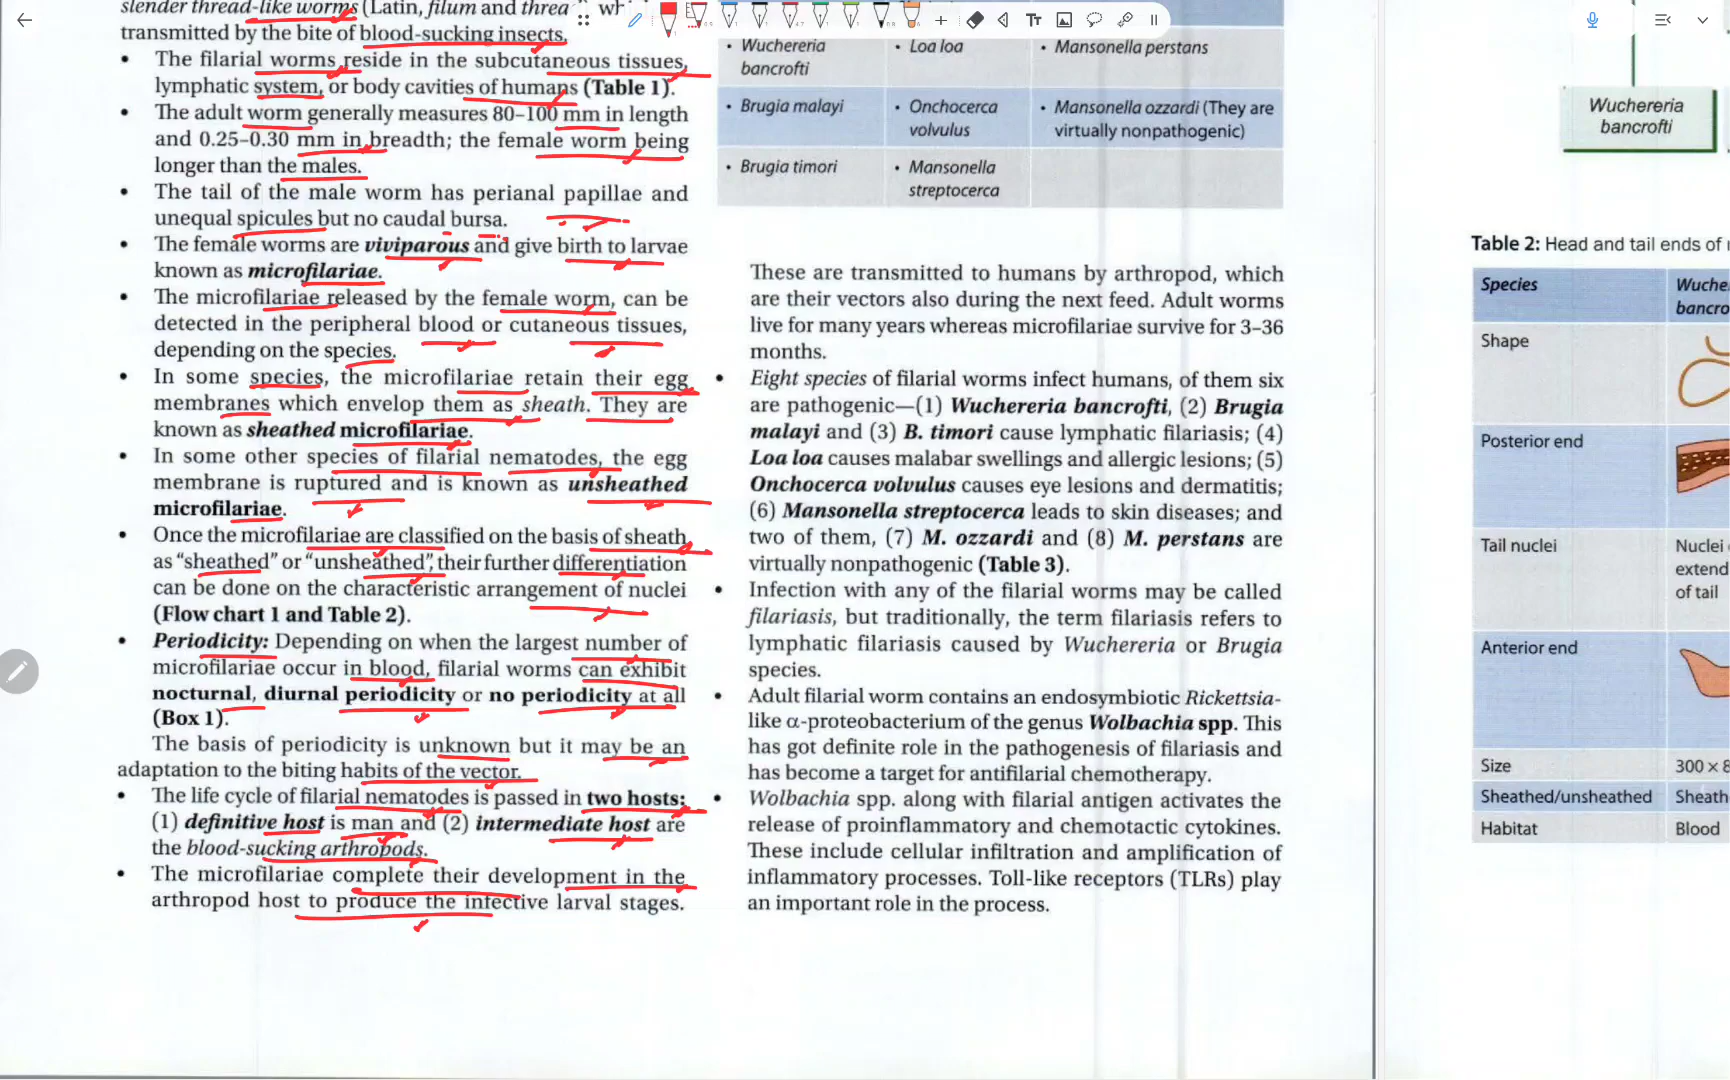 slender thread-like worms (Latin, filum and threa
transmitted by the bite of blood-sucking insects.
• The filarial worms reside in the subcutaneous tissues,
lymphatic system, or body cavities of humans (Table 1).
• The adult worm generally measures 80–100 mm in length
and 0.25–0.30 mm in breadth; the female worm being
longer than the males.
• The tail of the male worm has perianal papillae and
unequal spicules but no caudal bursa.
• The female worms are viviparous and give birth to larvae
known as microfilariae.
• The microfilariae released by the female worm, can be
detected in the peripheral blood or cutaneous tissues,
depending on the species.
• In some species, the microfilariae retain their egg
membranes which envelop them as sheath. They are
known as sheathed microfilariae.
• In some other species of filarial nematodes, the egg
membrane is ruptured and is known as unsheathed
microfilariae.
• Once the microfilariae are classified on the basis of sheath
as “sheathed” or “unsheathed”, their further differentiation
can be done on the characteristic arrangement of nuclei
(Flow chart 1 and Table 2).
• Periodicity: Depending on when the largest number of
microfilariae occur in blood, filarial worms can exhibit
nocturnal, diurnal periodicity or no periodicity at all
(Box 1).
The basis of periodicity is unknown but it may be an
adaptation to the biting habits of the vector.
• The life cycle of filarial nematodes is passed in two hosts:
(1) definitive host is man and (2) intermediate host are
the blood-sucking arthropods.
• The microfilariae complete their development in the
arthropod host to produce the infective larval stages.
• Wuchereria bancrofti
• Loa loa
• Mansonella perstans
• Brugia malayi
• Onchocerca volvulus
• Mansonella ozzardi (They are virtually nonpathogenic)
• Brugia timori
• Mansonella streptocerca
These are transmitted to humans by arthropod, which
are their vectors also during the next feed. Adult worms
live for many years whereas microfilariae survive for 3–36
months.
• Eight species of filarial worms infect humans, of them six
are pathogenic—(1) Wuchereria bancrofti, (2) Brugia
malayi and (3) B. timori cause lymphatic filariasis; (4)
Loa loa causes malabar swellings and allergic lesions; (5)
Onchocerca volvulus causes eye lesions and dermatitis;
(6) Mansonella streptocerca leads to skin diseases; and
two of them, (7) M. ozzardi and (8) M. perstans are
virtually nonpathogenic (Table 3).
• Infection with any of the filarial worms may be called
filariasis, but traditionally, the term filariasis refers to
lymphatic filariasis caused by Wuchereria or Brugia
species.
• Adult filarial worm contains an endosymbiotic Rickettsia-
like α-proteobacterium of the genus Wolbachia spp. This
has got definite role in the pathogenesis of filariasis and
has become a target for antifilarial chemotherapy.
• Wolbachia spp. along with filarial antigen activates the
release of proinflammatory and chemotactic cytokines.
These include cellular infiltration and amplification of
inflammatory processes. Toll-like receptors (TLRs) play
an important role in the process.
Wuchereria
bancrofti
Table 2: Head and tail ends of
Species Wuche
bancro
Shape
Posterior end
Tail nuclei Nuclei
extend
of tail
Anterior end
Size 300 × 8
Sheathed/unsheathed Sheath
Habitat Blood
Tт